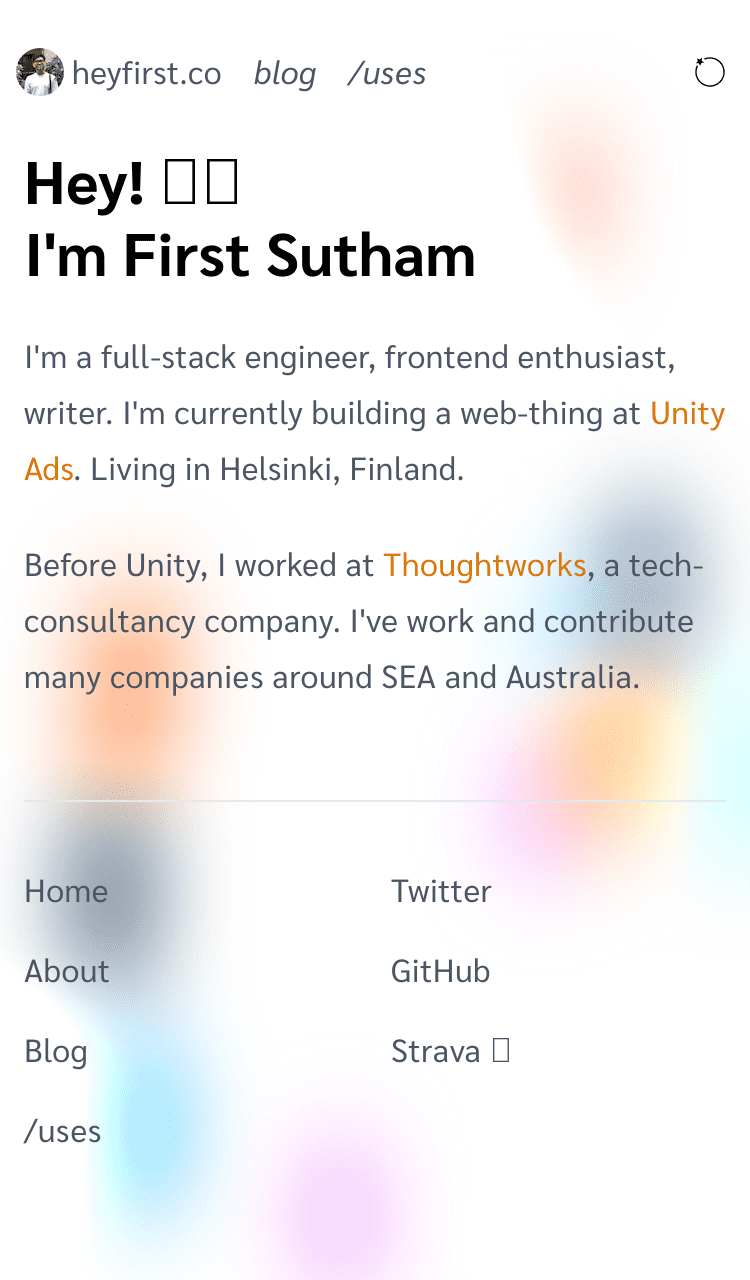 heyfirst.co blog /uses
Hey!
I'm First Sutham
I'm a full-stack engineer, frontend enthusiast,
writer. I'm currently building a web-thing at Unity
Ads. Living in Helsinki, Finland.
Before Unity, I worked at Thoughtworks, a tech-
consultancy company. I've work and contribute
many companies around SEA and Australia.
Home
About
Blog
/uses
Twitter
GitHub
Strava